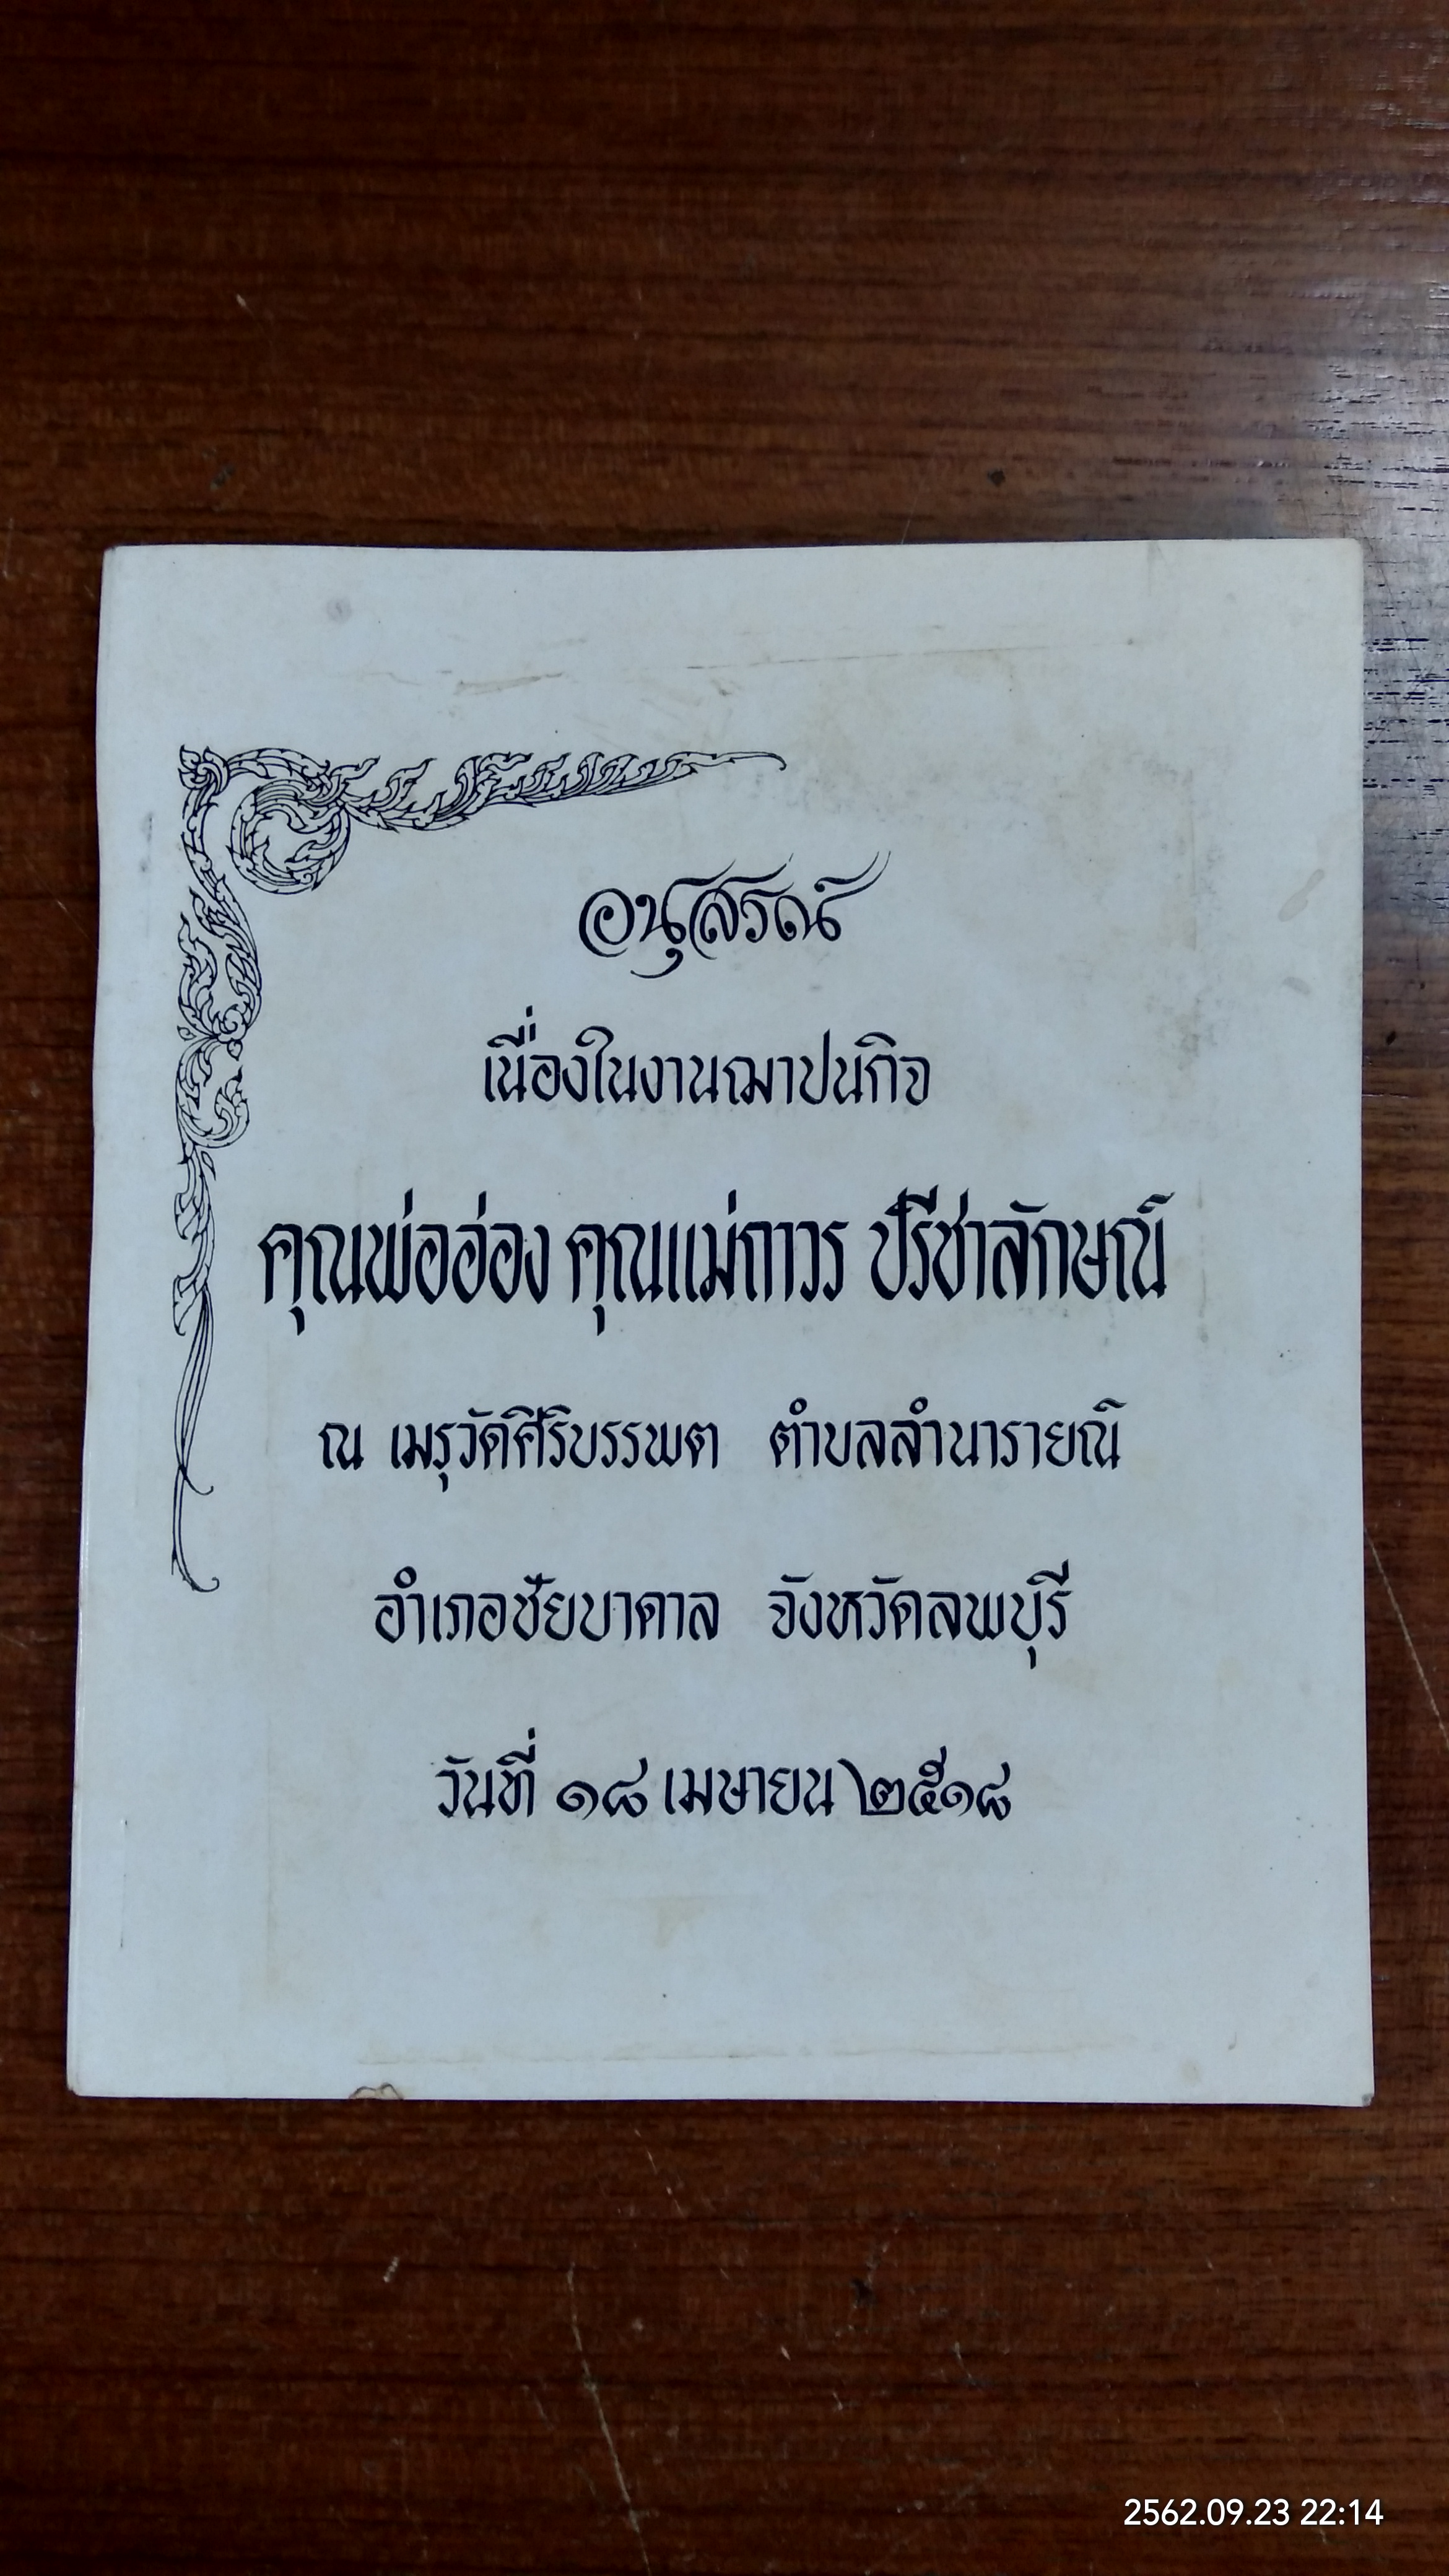 อนุสรณ์
เนื่องในงานฌาปนกิจ
คุณพ่ออ่อง คุณแม่ถาวร ปรีชาลักษณ์
ณ เมรุวัดศิริบรรพต ตำบลลำนารายณ์
อำเภอชัยบาดาล จังหวัดลพบุรี
วันที่ ๑๘ เมษายน ๒๕๑๘
2562.09.23 22:14